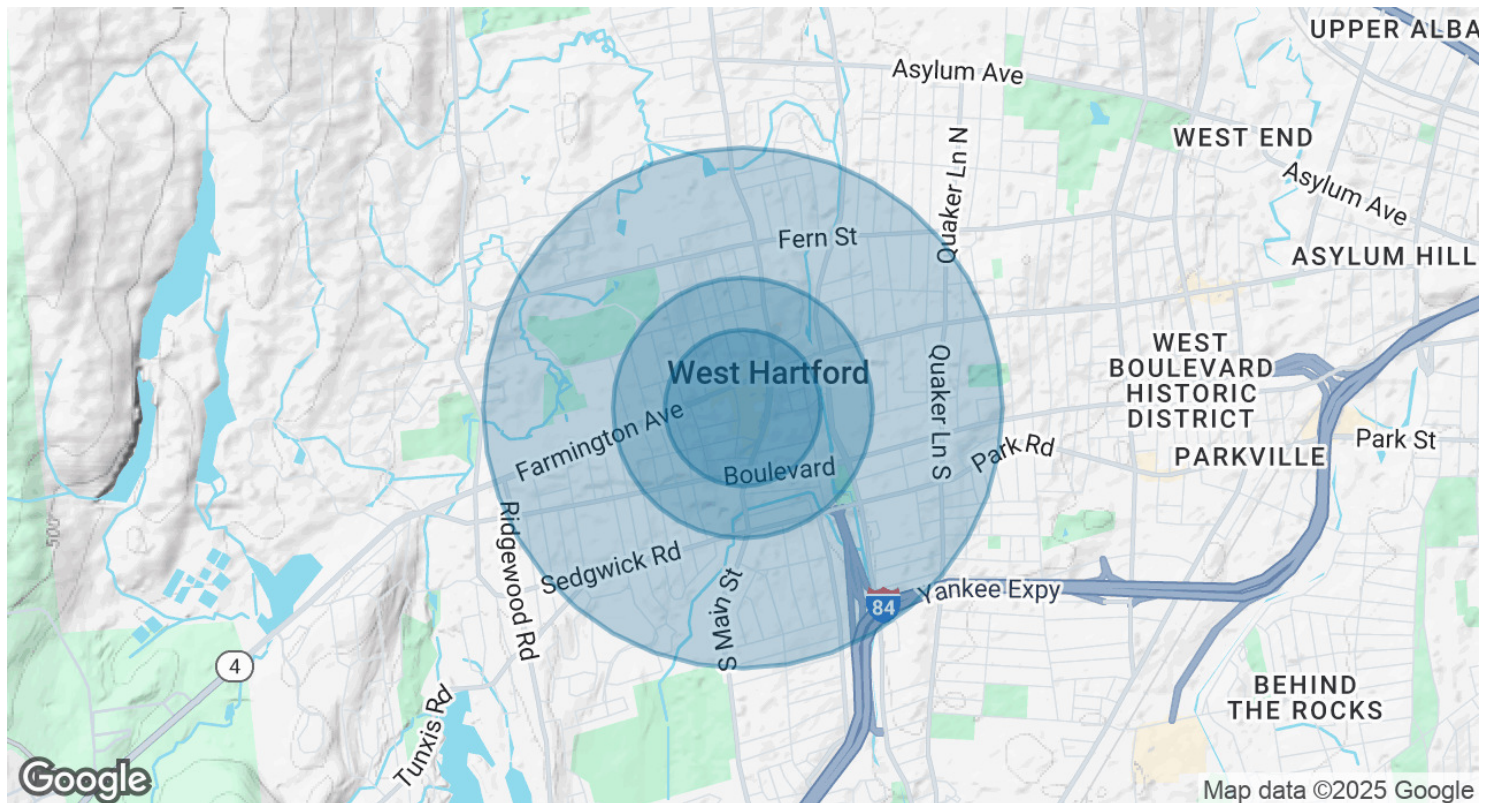 UPPER ALBA
Asylum Ave
WEST END
Quaker Ln N
Asylum Ave
Fern St
ASYLUM HILL
WEST
BOULEVARD
HISTORIC
DISTRICT
West Hartford
Quaker Ln S
Farmington Ave
Park Rd
Park St
PARKVILLE
Boulevard
500
Ridgewood Rd
Sedgwick Rd
S Main St
84
Yankee Expy
4
Tunxis Rd
BEHIND
THE ROCKS
Google
Map data ©2025 Google